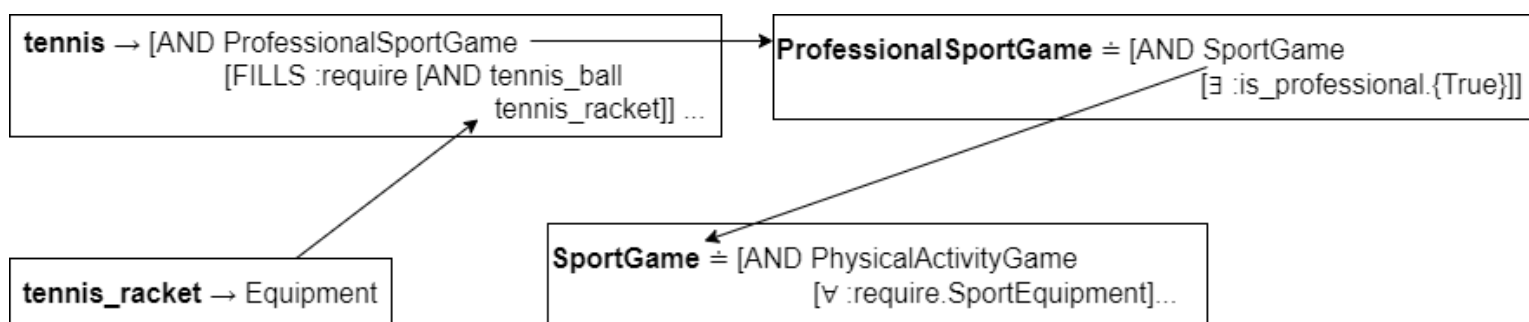 tennis → [AND ProfessionalSportGame
[FILLS :require [AND tennis_ball
tennis_racket]] ...
ProfessionalSportGame ≐ [AND SportGame
[∃ :is_professional.{True}]]
SportGame ≐ [AND PhysicalActivityGame
[∀ :require.SportEquipment]...
tennis_racket → Equipment